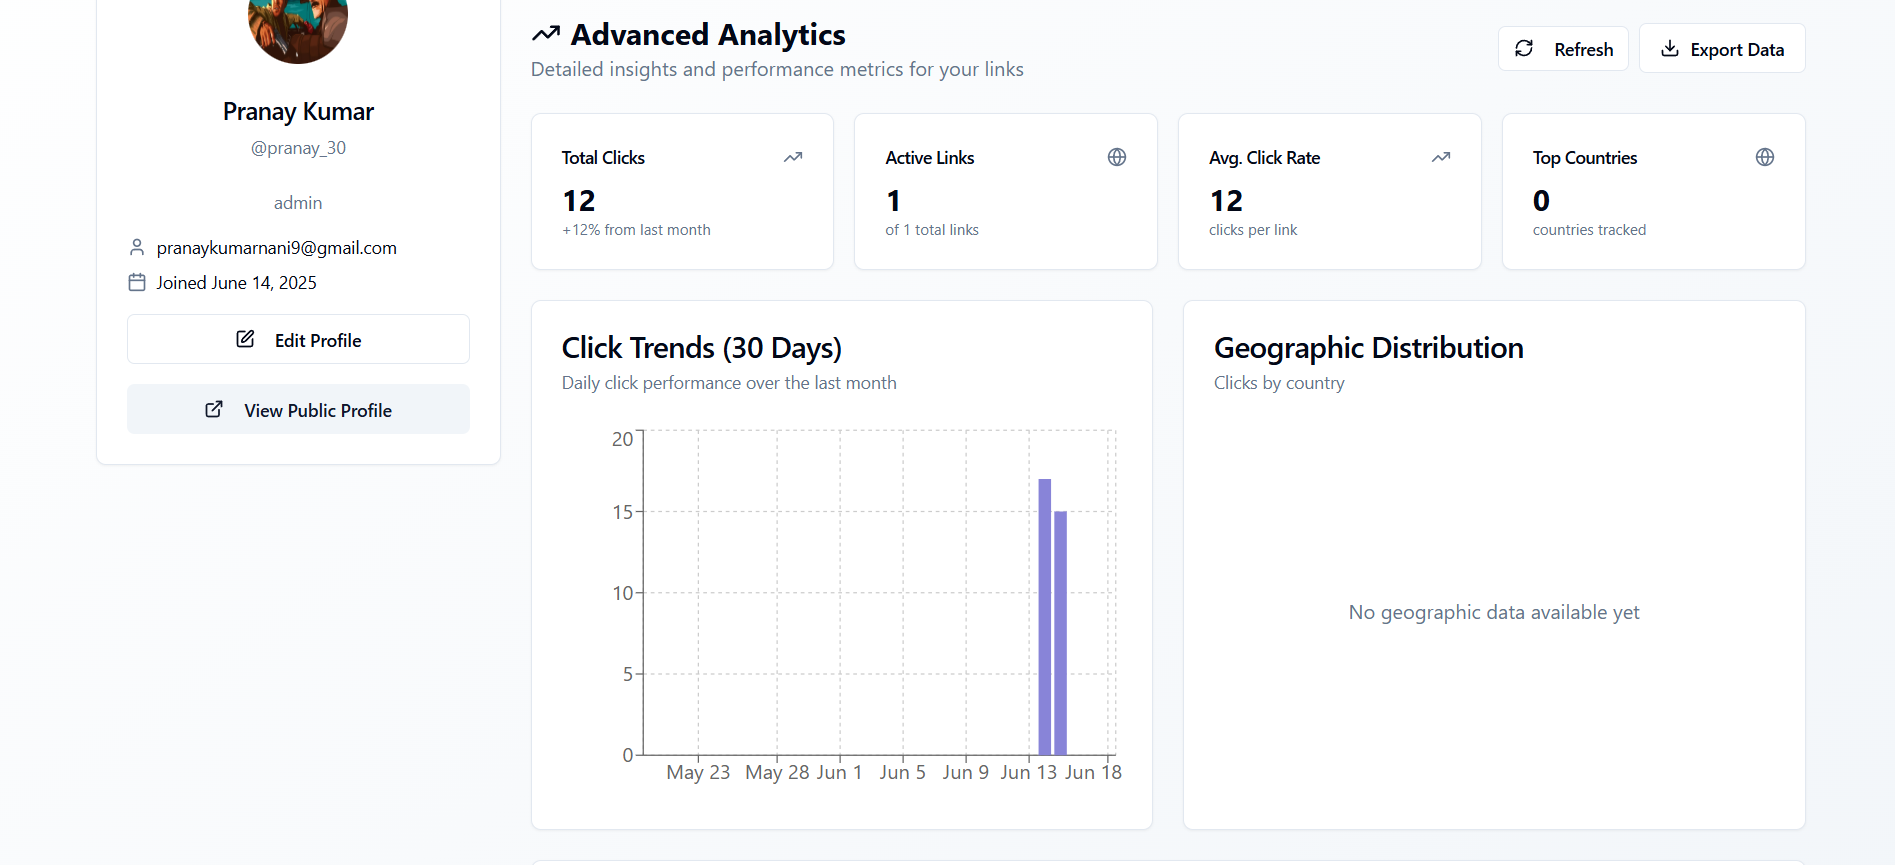 Pranay Kumar
@pranay_30
admin
pranaykumarnani9@gmail.com
Joined June 14, 2025
Edit Profile
View Public Profile
Advanced Analytics
Detailed insights and performance metrics for your links
Refresh
Export Data
Total Clicks
12
+12% from last month
Active Links
1
of 1 total links
Avg. Click Rate
12
clicks per link
Top Countries
0
countries tracked
Click Trends (30 Days)
Daily click performance over the last month
20
15
10
5
0
May 23 May 28 Jun 1 Jun 5 Jun 9 Jun 13 Jun 18
Geographic Distribution
Clicks by country
No geographic data available yet